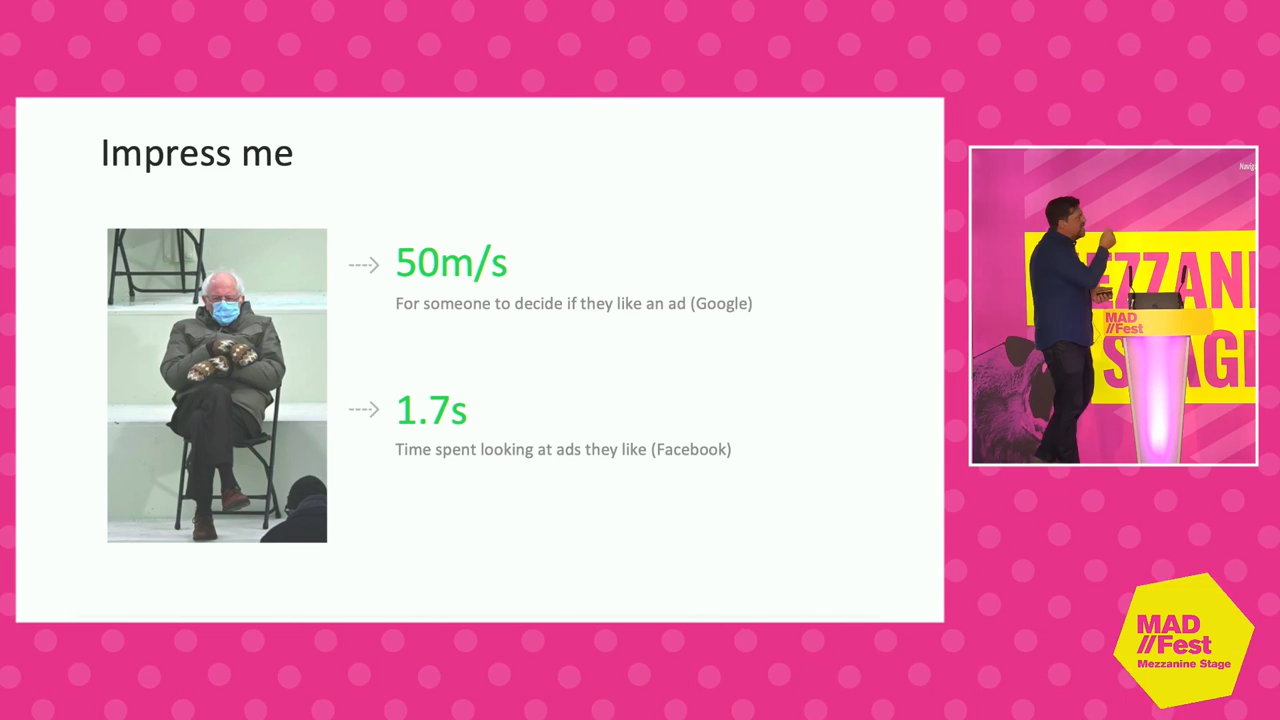 Impress me
50m/s
For someone to decide if they like an ad (Google)
1.7s
Time spent looking at ads they like (Facebook)
MAD
//Fest
MAD
//Fest
Mezzanine Stage